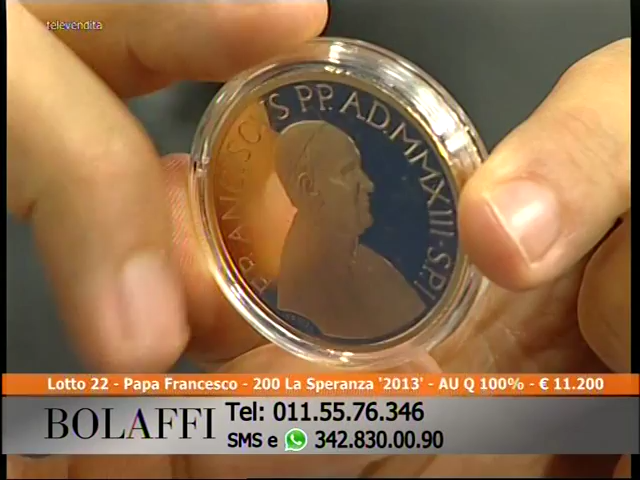 televendita
FRANCISCVS PP. A.D. MMXIII · S.P.I
Lotto 22 - Papa Francesco - 200 La Speranza '2013' - AU Q 100% - € 11.200
BOLAFFI
Tel: 011.55.76.346
SMS e 342.830.00.90